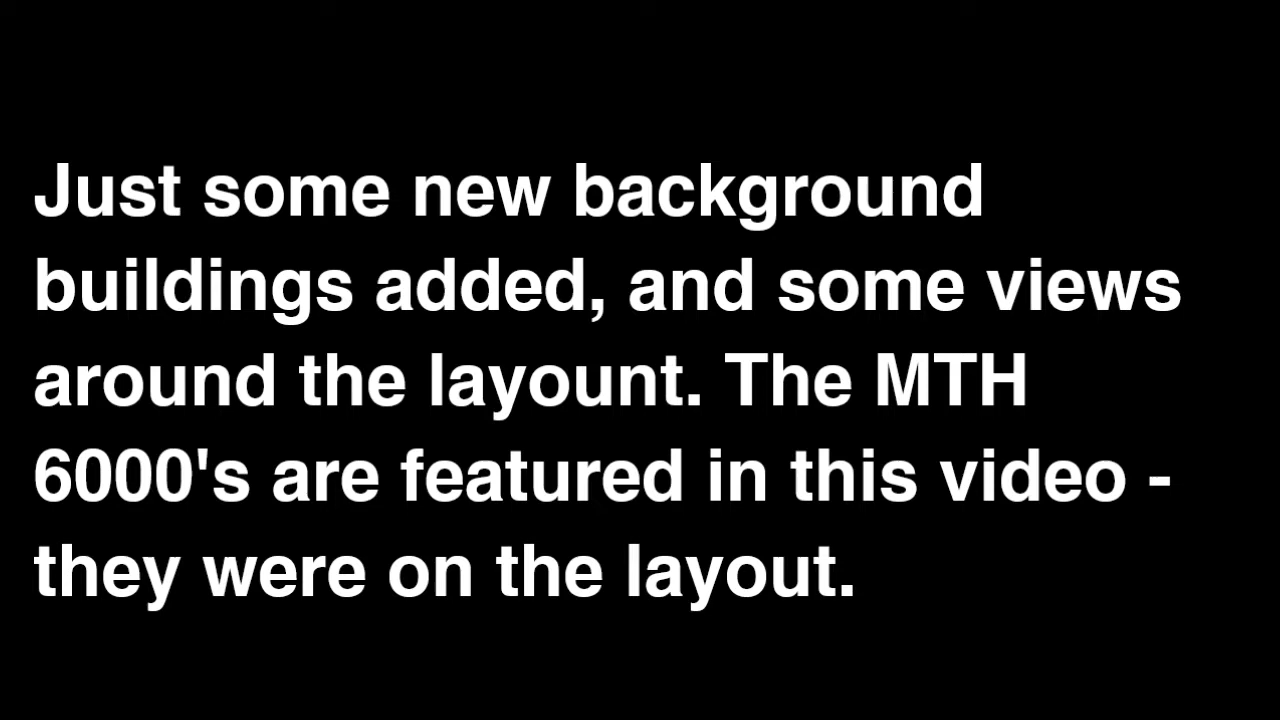 Just some new background
buildings added, and some views
around the layount. The MTH
6000's are featured in this video -
they were on the layout.